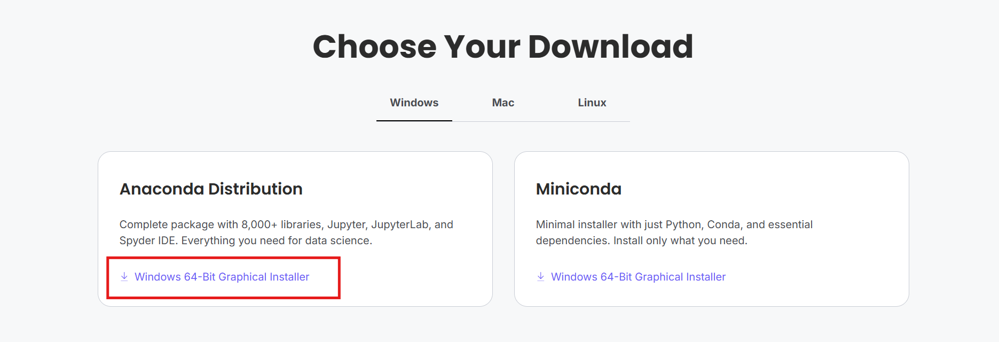 Choose Your Download
Windows
Mac
Linux
Anaconda Distribution
Complete package with 8,000+ libraries, Jupyter, JupyterLab, and
Spyder IDE. Everything you need for data science.
Windows 64-Bit Graphical Installer
Miniconda
Minimal installer with just Python, Conda, and essential
dependencies. Install only what you need.
Windows 64-Bit Graphical Installer